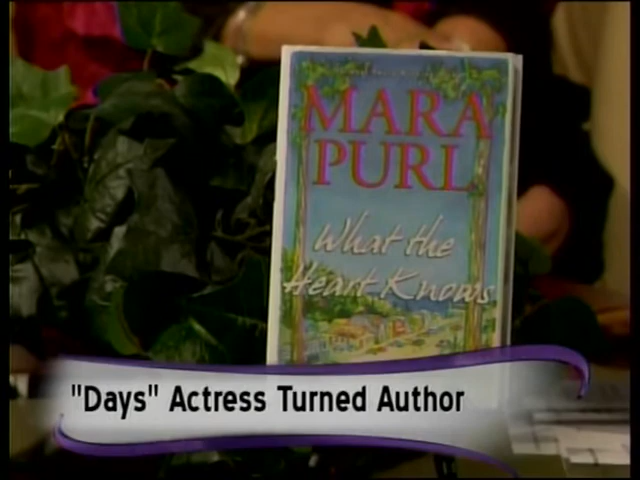 MARA
PURL
What the
Heart Knows
"Days" Actress Turned Author